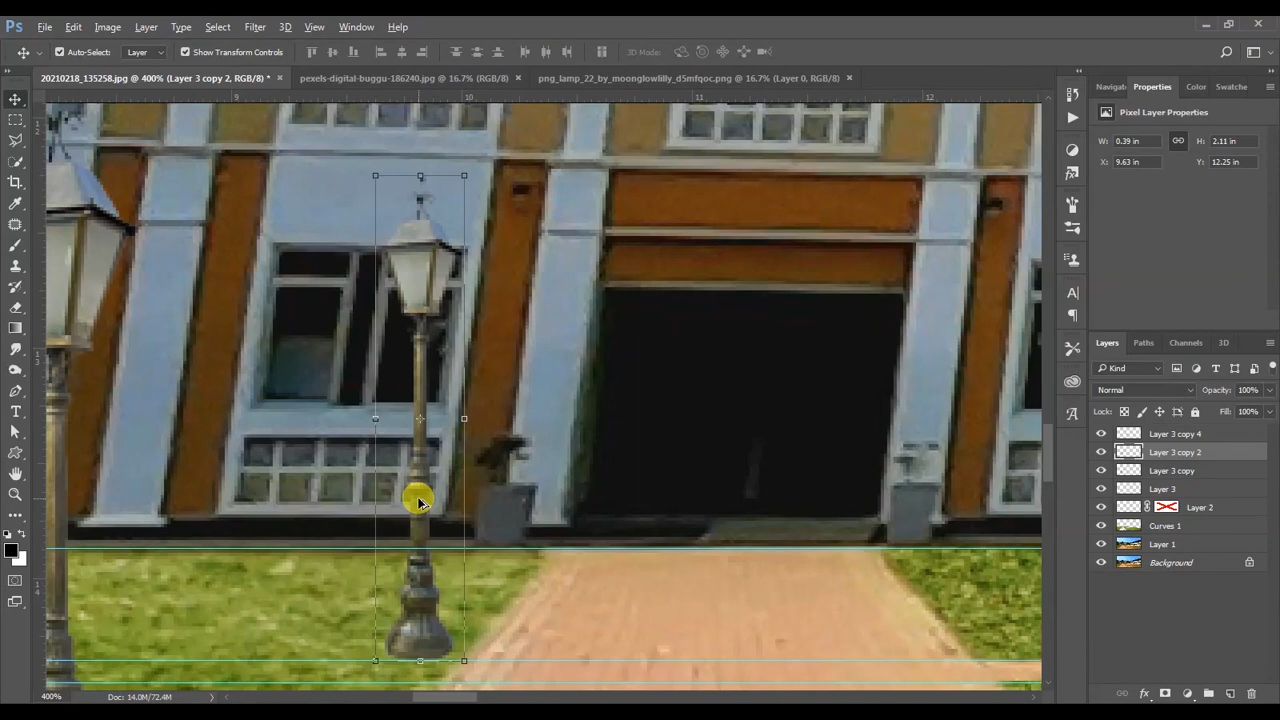 Ps File Edit Image Layer Type Select Filter 3D View Window Help
Auto-Select: Layer Show Transform Controls 3D Mode:
20210218_135258.jpg @ 400% (Layer 3 copy 2, RGB/8) * × pexels-digital-buggu-186240.jpg @ 16.7% (RGB/8) × png_lamp_22_by_moonglowlilly_d5mfqoc.png @ 16.7% (Layer 0, RGB/8) ×
9 10 11 12
Navigat Properties Color Swatche
Pixel Layer Properties
W: 0.39 in H: 2.11 in
X: 9.63 in Y: 12.25 in
Layers Paths Channels 3D
Kind
Normal Opacity: 100%
Lock: Fill: 100%
Layer 3 copy 4
Layer 3 copy 2
Layer 3 copy
Layer 3
Layer 2
Curves 1
Layer 1
Background
400% Doc: 14.0M/72.4M